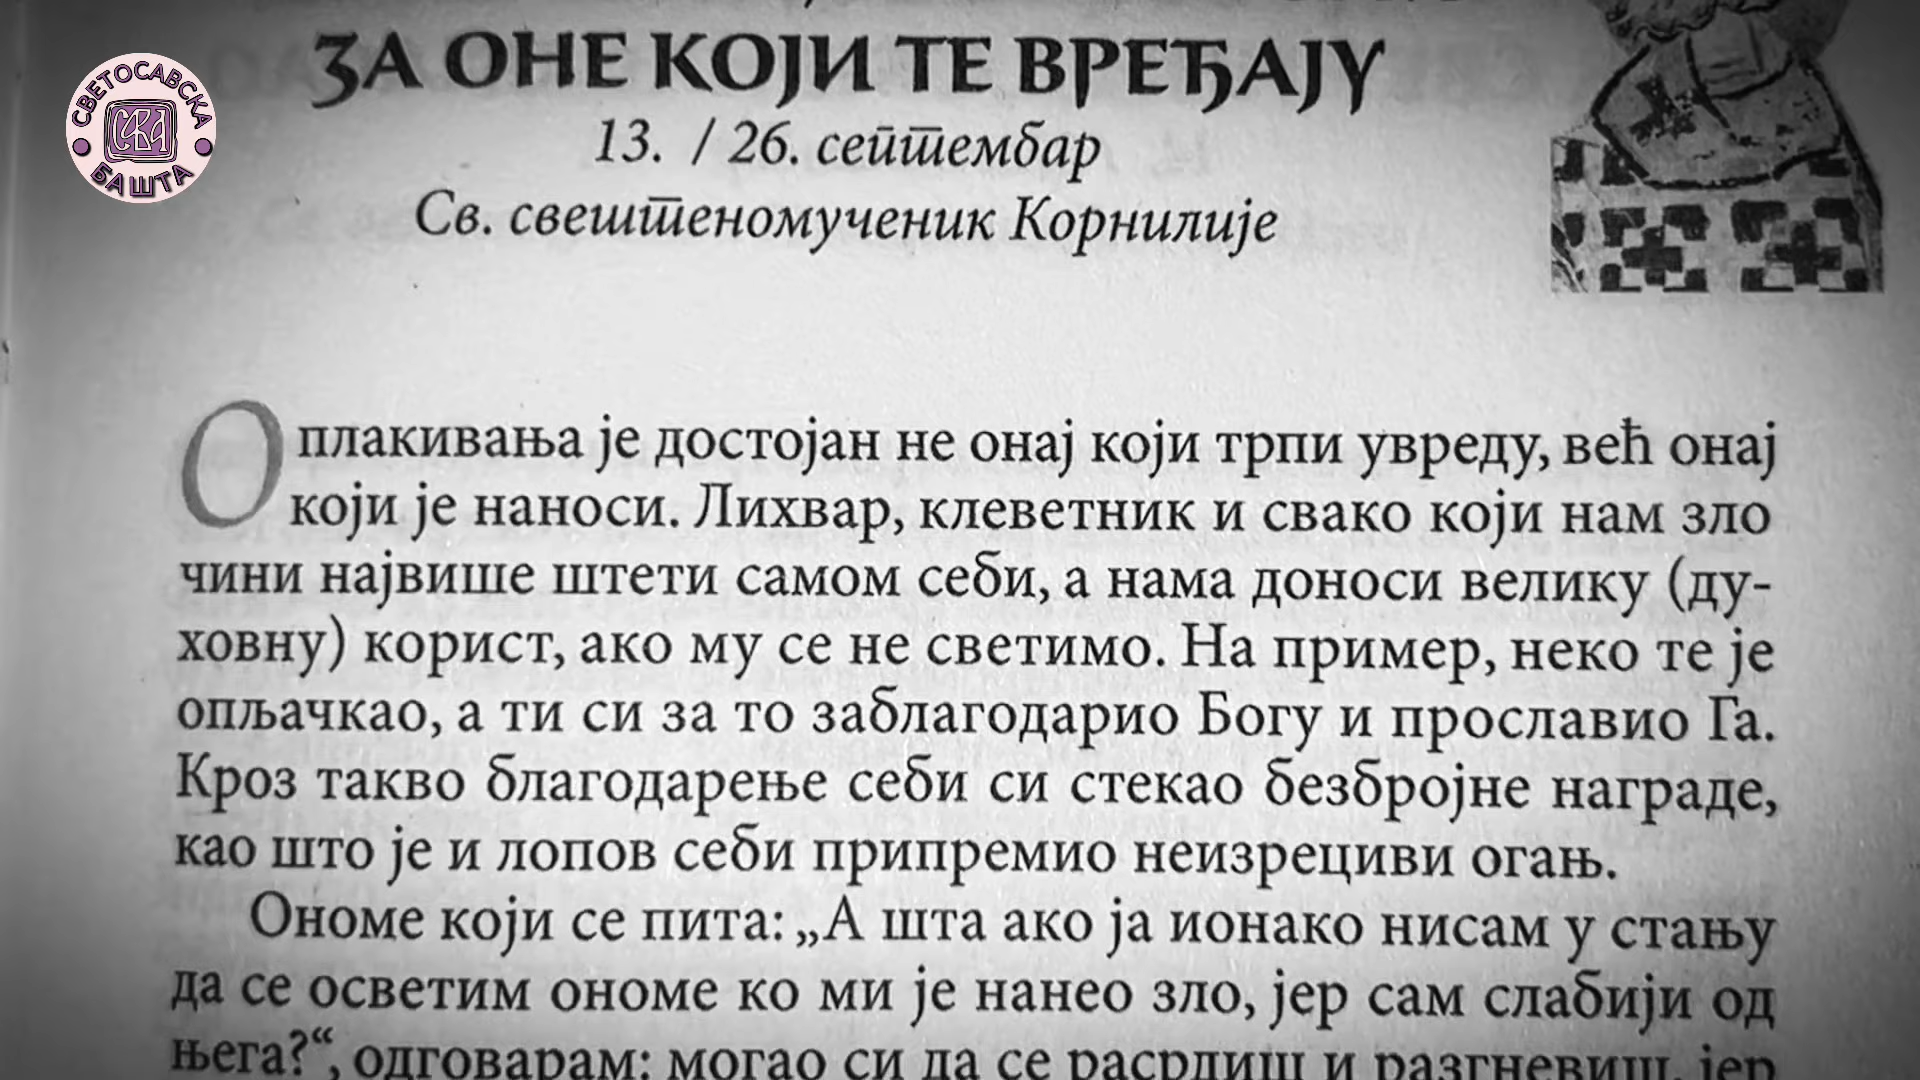 ЗА ОНЕ КОЈИ ТЕ ВРЕЂАЈУ
СВЕТОСАВСКА
БАШТА
13. / 26. септембар
Св. свештеномученик Корнилије
Оплакивања је достојан не онај који трпи увреду, већ онај
који је наноси. Лихвар, клеветник и свако који нам зло
чини највише штети самом себи, а нама доноси велику (ду-
ховну) корист, ако му се не светимо. На пример, неко те је
опљачкао, а ти си за то заблагодарио Богу и прославио Га.
Кроз такво благодарење себи си стекао безбројне награде,
као што је и лопов себи припремио неизрециви огањ.
Ономе који се пита: „А шта ако ја ионако нисам у стању
да се осветим ономе ко ми је нанео зло, јер сам слабији од
њега?“, одговарам: могао си да се расрдиш и разгневиш, јер